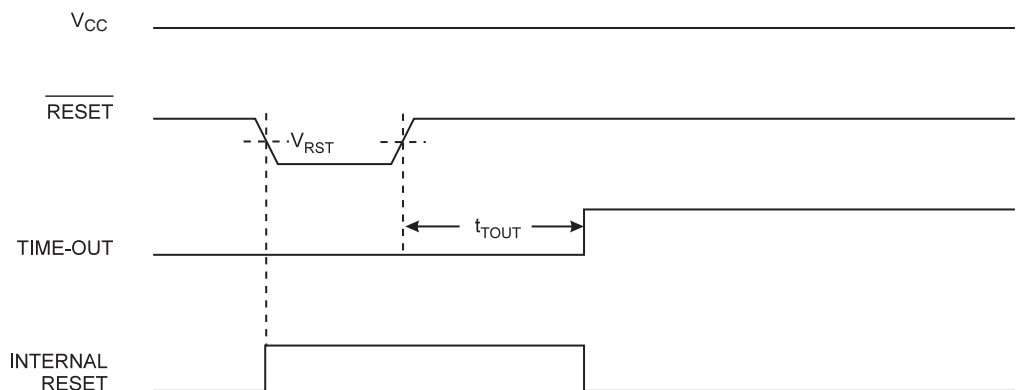 VCC
RESET
VRST
tTOUT
TIME-OUT
INTERNAL
RESET